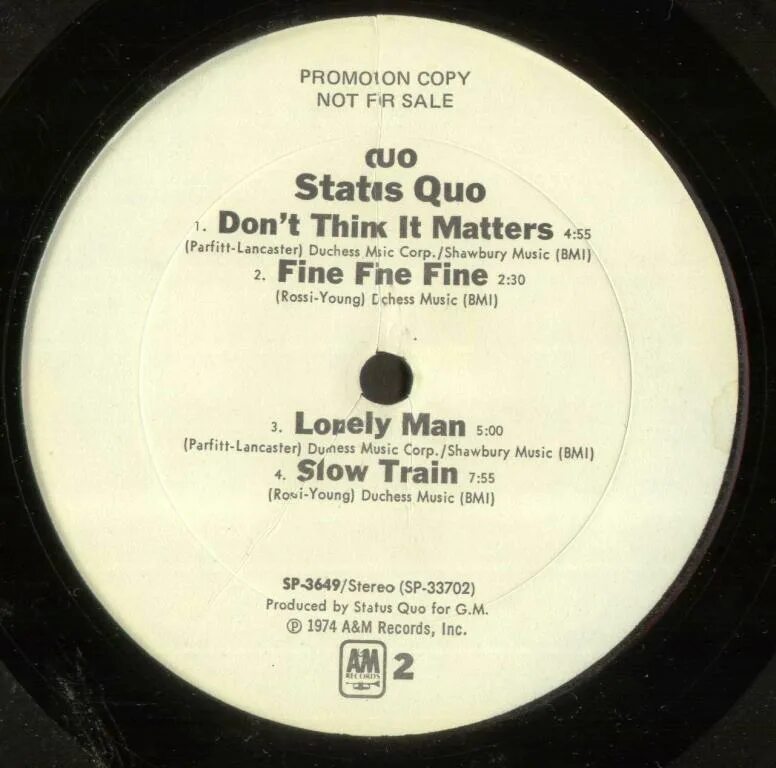 PROMOTION COPY
NOT FOR SALE
QUO
Status Quo
1. Don't Think It Matters 4:55
(Parfitt-Lancaster) Duchess Music Corp./Shawbury Music (BMI)
2. Fine Fine Fine 2:30
(Rossi-Young) Duchess Music (BMI)
3. Lonely Man 5:00
(Parfitt-Lancaster) Duchess Music Corp./Shawbury Music (BMI)
4. Slow Train 7:55
(Rossi-Young) Duchess Music (BMI)
SP-3649/Stereo (SP-33702)
Produced by Status Quo for G.M.
℗ 1974 A&M Records, Inc.
A&M RECORDS 2